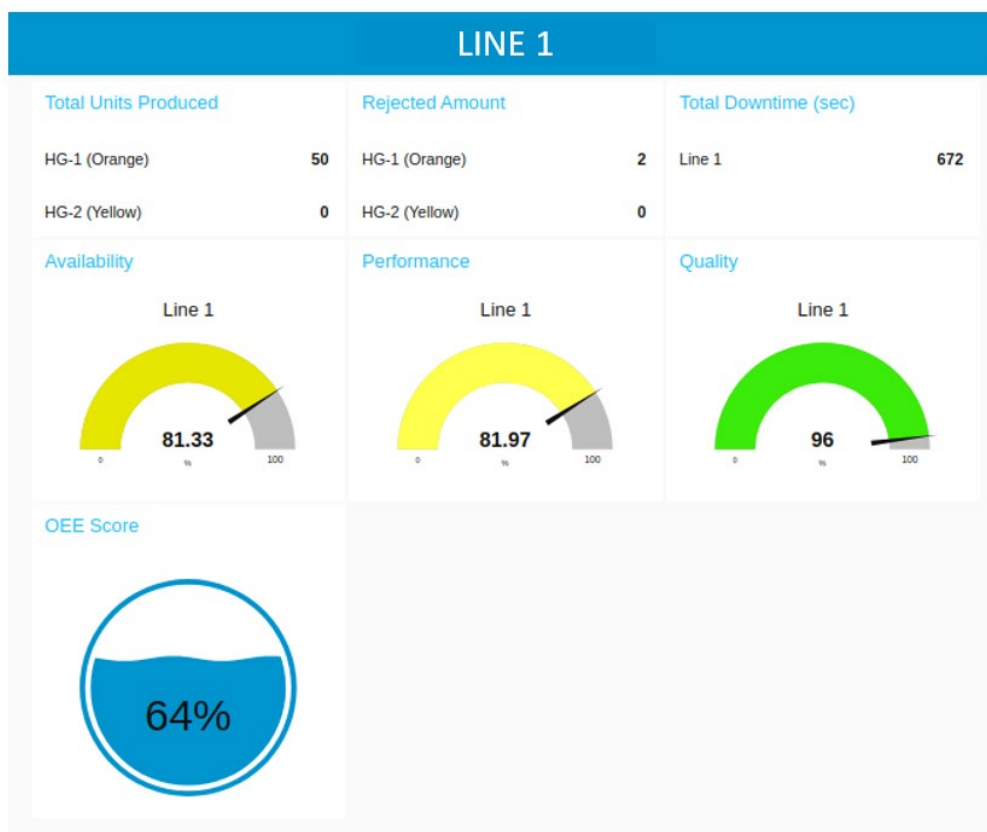 LINE 1
Total Units Produced
HG-1 (Orange) 50
HG-2 (Yellow) 0
Rejected Amount
HG-1 (Orange) 2
HG-2 (Yellow) 0
Total Downtime (sec)
Line 1 672
Availability
Line 1
81.33
0 % 100
Performance
Line 1
81.97
0 % 100
Quality
Line 1
96
0 % 100
OEE Score
64%